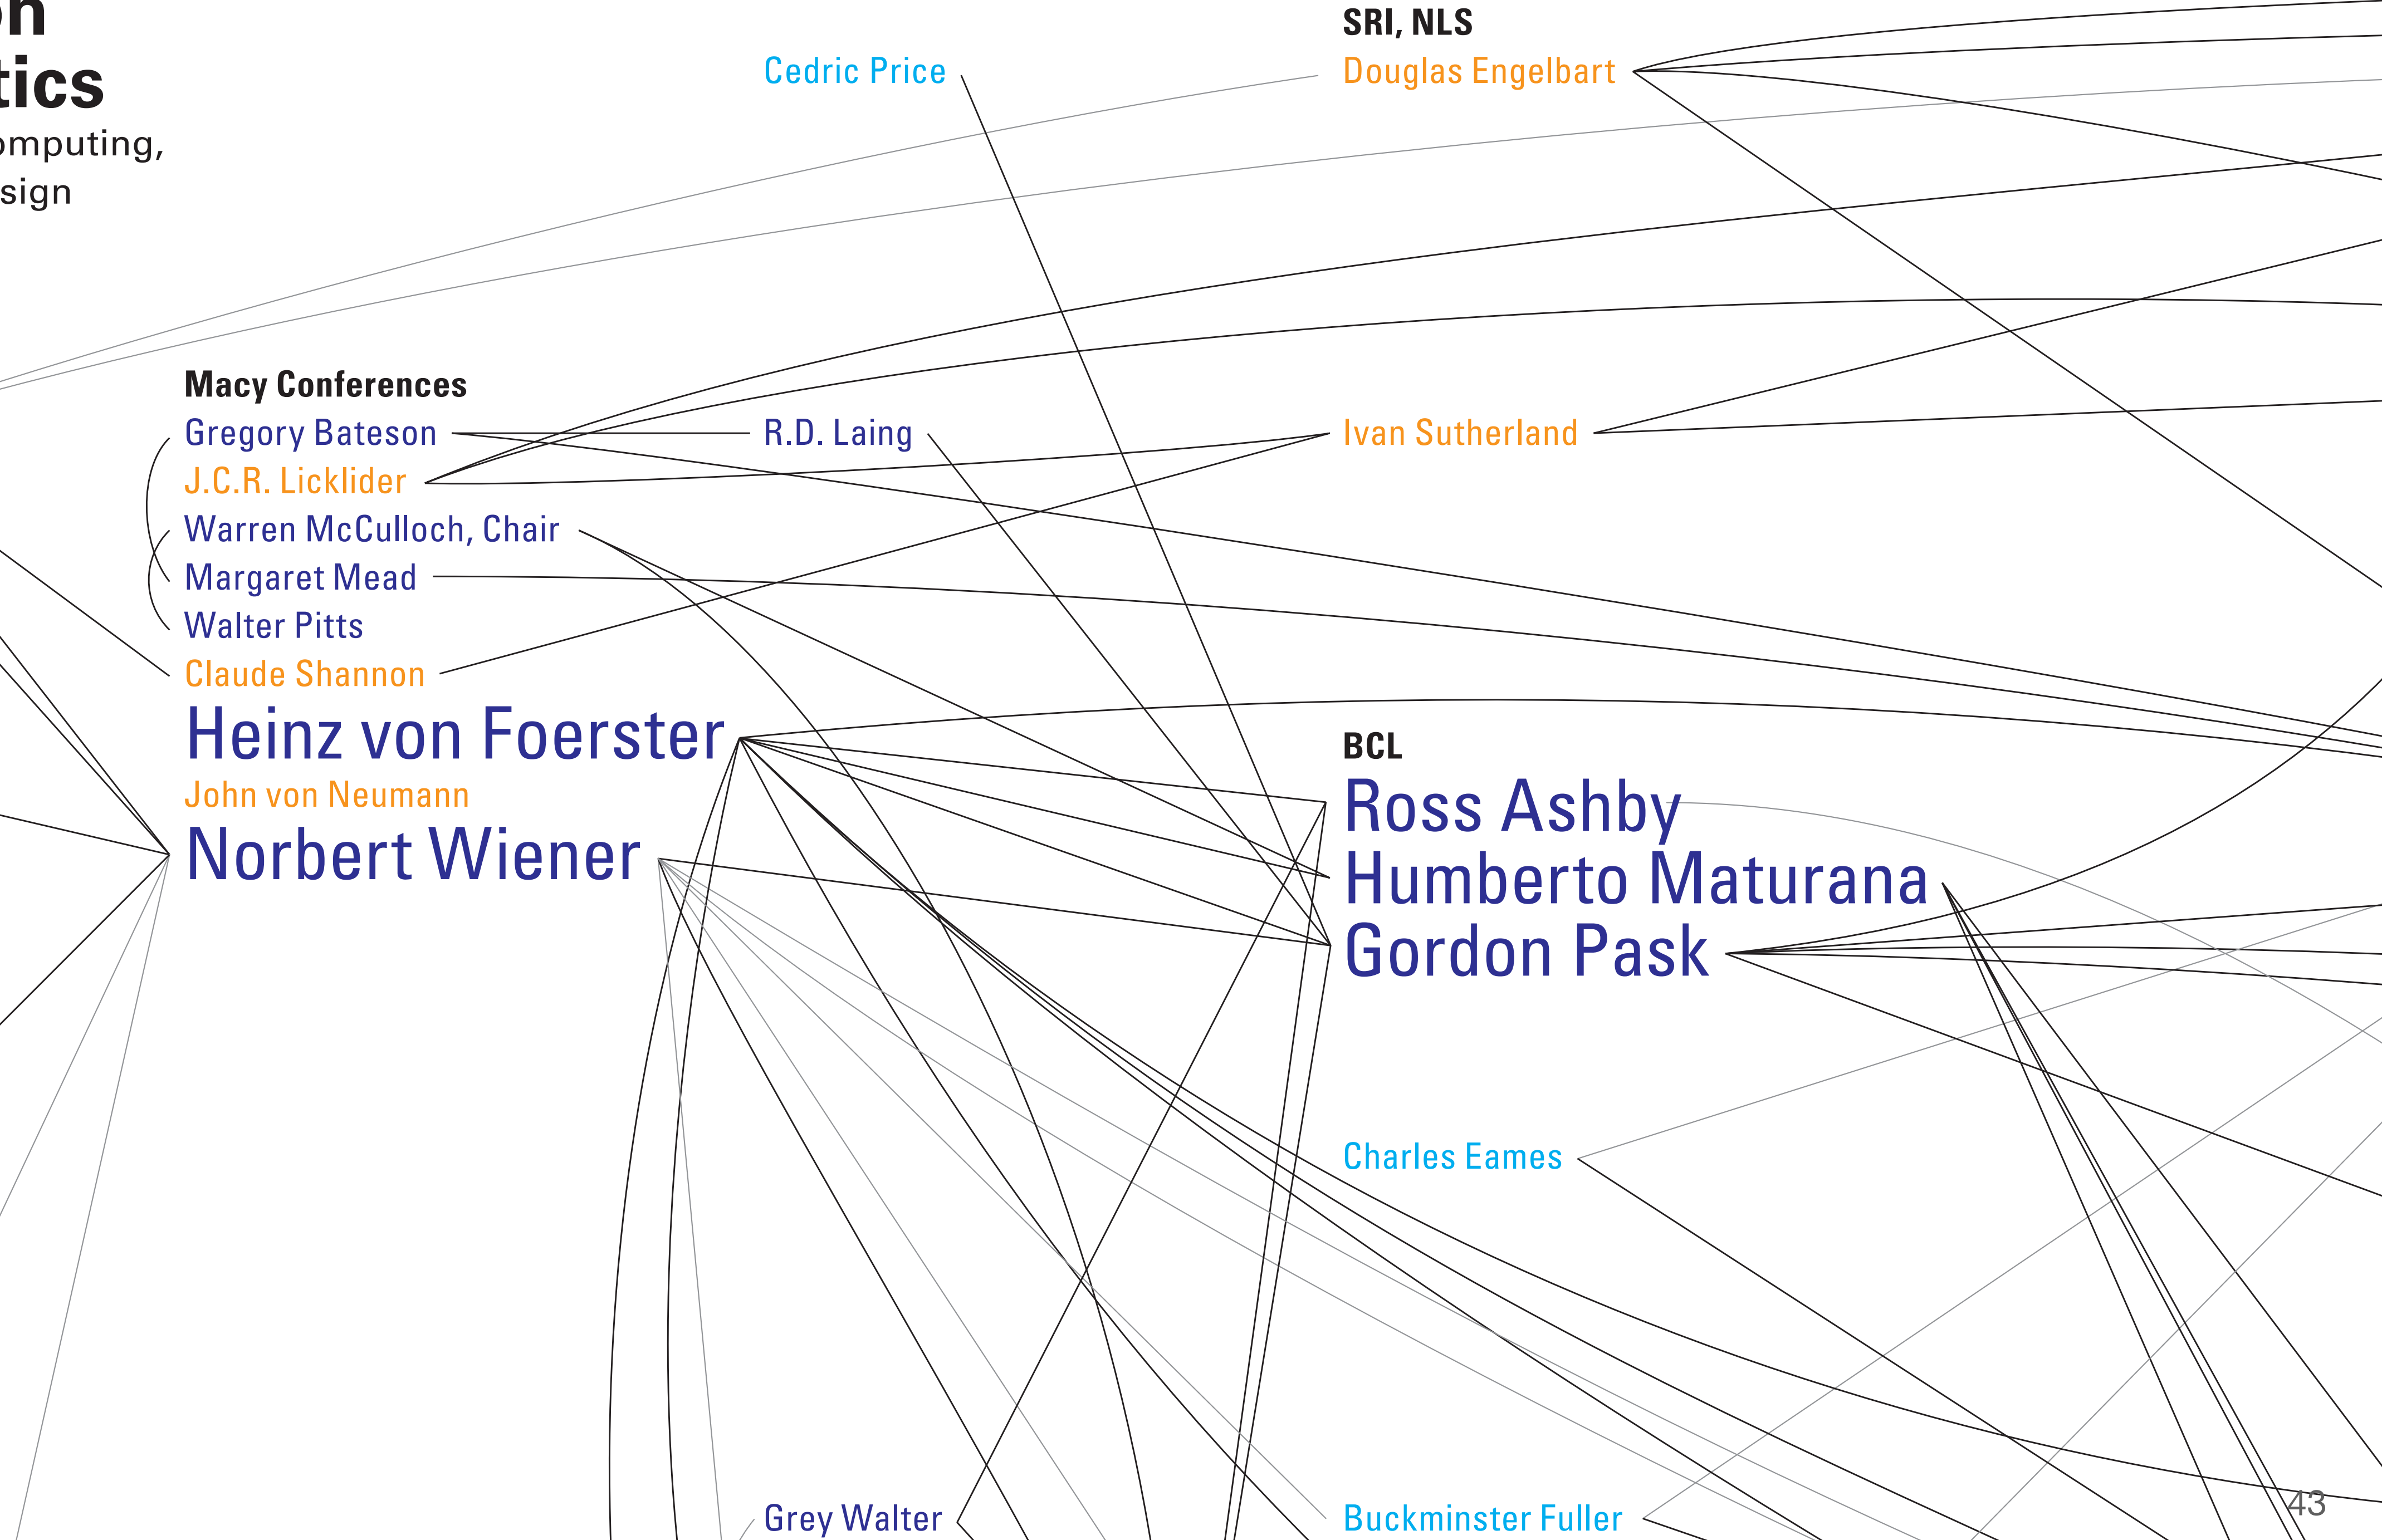 on
tics
omputing,
sign
SRI, NLS
Cedric Price
Douglas Engelbart
Macy Conferences
Gregory Bateson
R.D. Laing
Ivan Sutherland
J.C.R. Licklider
Warren McCulloch, Chair
Margaret Mead
Walter Pitts
Claude Shannon
Heinz von Foerster
John von Neumann
Norbert Wiener
BCL
Ross Ashby
Humberto Maturana
Gordon Pask
Charles Eames
Grey Walter
Buckminster Fuller
43